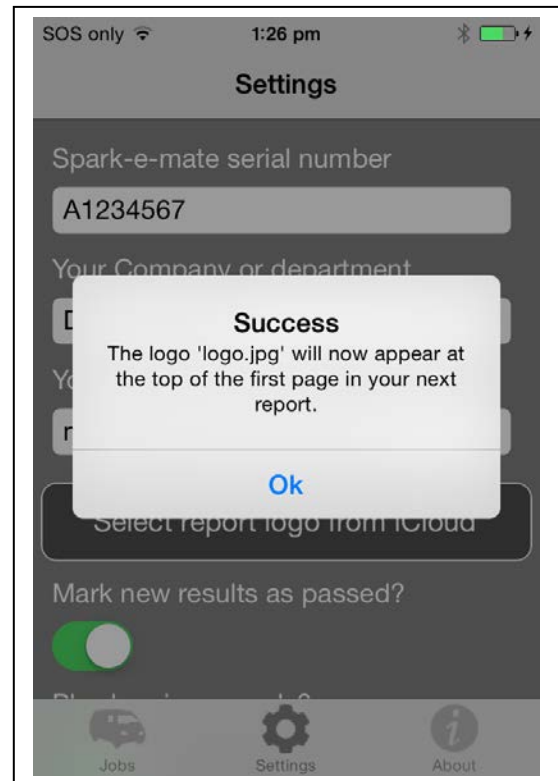 SOS only 1:26 pm
Settings
Spark-e-mate serial number
A1234567
Your Company or department
Success
The logo 'logo.jpg' will now appear at
the top of the first page in your next
report.
Ok
Select report logo from iCloud
Mark new results as passed?
Jobs Settings About